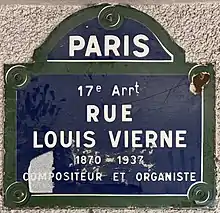 PARIS
17e Arrt
RUE
LOUIS VIERNE
1870 - 1937
COMPOSITEUR ET ORGANISTE